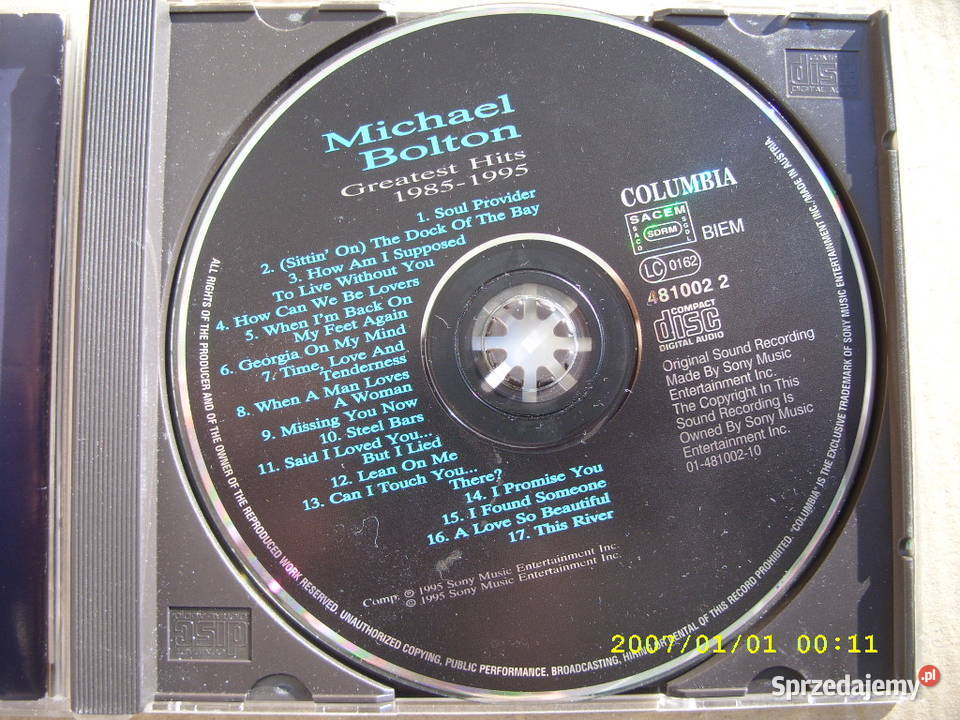 Michael
Bolton
Greatest Hits
1985-1995
1. Soul Provider
2. (Sittin' On) The Dock Of The Bay
3. How Am I Supposed
To Live Without You
4. How Can We Be Lovers
5. When I'm Back On
My Feet Again
6. Georgia On My Mind
7. Time, Love And
Tenderness
8. When A Man Loves
A Woman
9. Missing You Now
10. Steel Bars
11. Said I Loved You...
But I Lied
12. Lean On Me
13. Can I Touch You...
There?
14. I Promise You
15. I Found Someone
16. A Love So Beautiful
17. This River
Comp. ℗ 1995 Sony Music Entertainment Inc.
© 1995 Sony Music Entertainment Inc.
COLUMBIA
SACEM
SACD
SDRM
SGDL
BIEM
LC 0162
481002 2
COMPACT
disc
DIGITAL AUDIO
Original Sound Recording
Made By Sony Music
Entertainment Inc.
The Copyright In This
Sound Recording Is
Owned By Sony Music
Entertainment Inc.
01-481002-10
ALL RIGHTS OF THE PRODUCER AND OF THE OWNER OF THE REPRODUCED WORK RESERVED. UNAUTHORIZED COPYING, PUBLIC PERFORMANCE, BROADCASTING, HIRING OR RENTAL OF THIS RECORD PROHIBITED. 'COLUMBIA' IS THE EXCLUSIVE TRADEMARK OF SONY MUSIC ENTERTAINMENT INC./MADE IN AUSTRIA.
disc
disc
2007/01/01 00:11
Sprzedajemy.pl